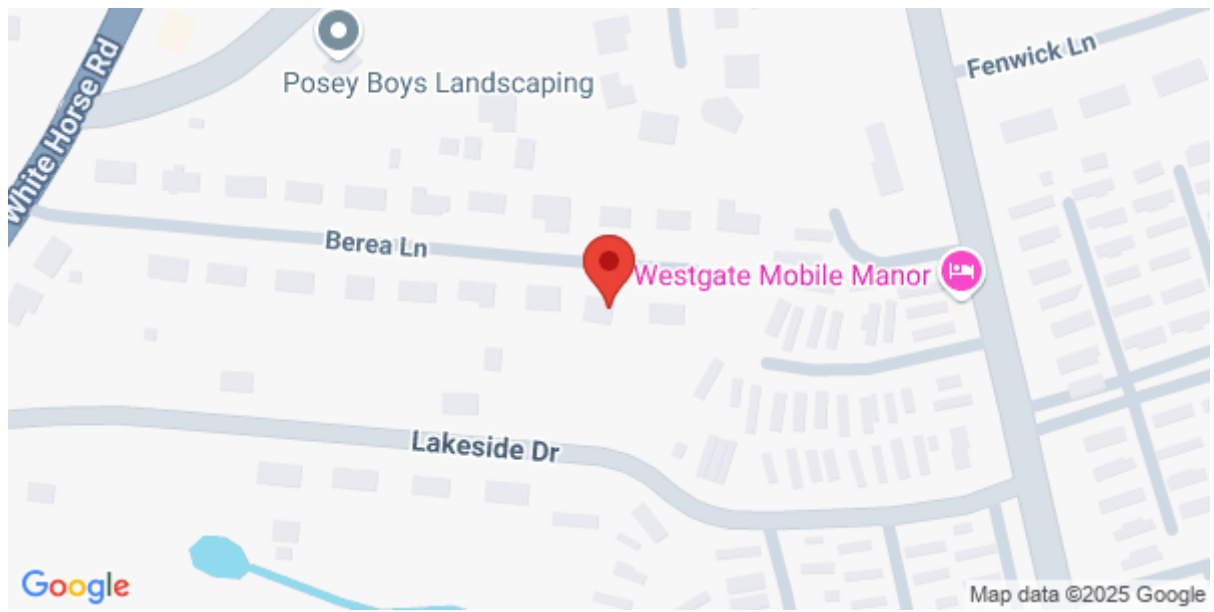 White Horse Rd
Posey Boys Landscaping
Fenwick Ln
Berea Ln
Westgate Mobile Manor
Lakeside Dr
Google
Map data ©2025 Google